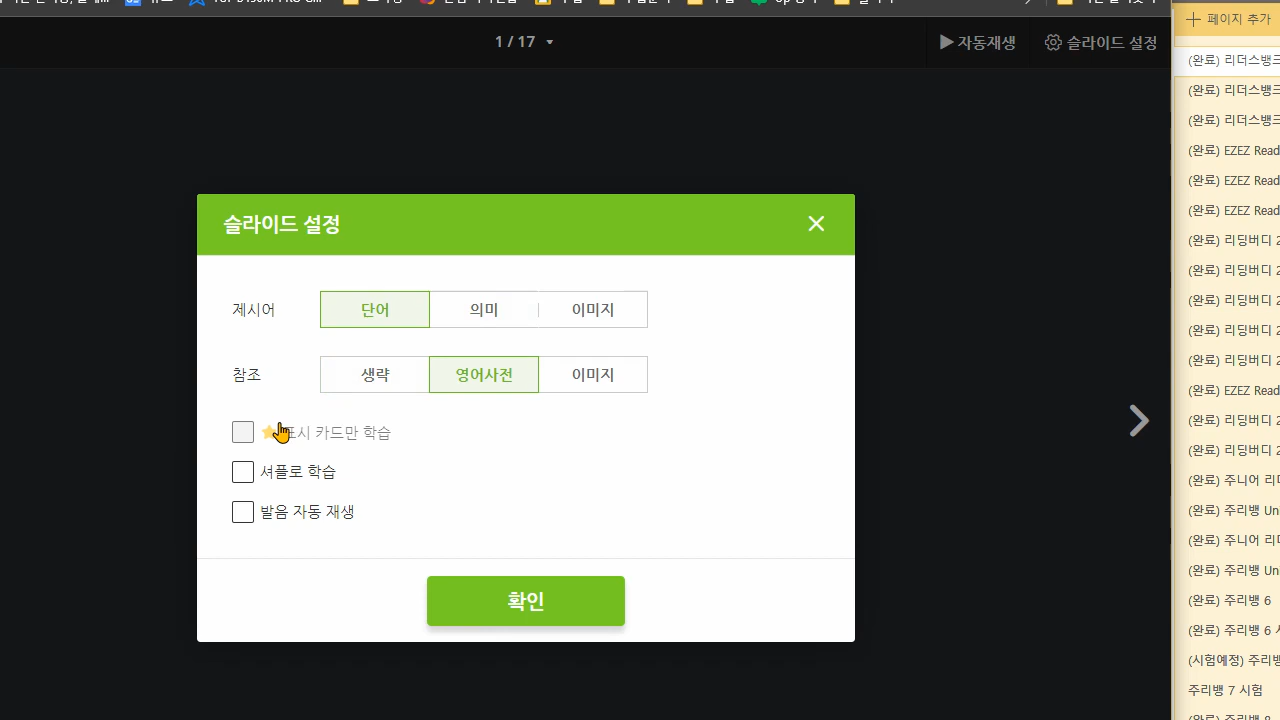 1 / 17
자동재생
슬라이드 설정
슬라이드 설정
제시어
단어
의미
이미지
참조
생략
영어사전
이미지
표시 카드만 학습
셔플로 학습
발음 자동 재생
확인
페이지 추가
(완료) 리더스뱅크
(완료) 리더스뱅크
(완료) 리더스뱅크
(완료) EZEZ Read
(완료) EZEZ Read
(완료) EZEZ Read
(완료) 리딩버디 2
(완료) 리딩버디 2
(완료) 리딩버디 2
(완료) 리딩버디 2
(완료) 리딩버디 2
(완료) EZEZ Read
(완료) 리딩버디 2
(완료) 리딩버디 2
(완료) 주니어 리더
(완료) 주리뱅 Un
(완료) 주니어 리더
(완료) 주리뱅 Un
(완료) 주리뱅 6
(완료) 주리뱅 6 시
(시험예정) 주리뱅
주리뱅 7 시험